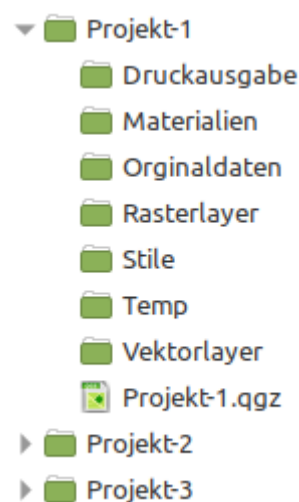 Projekt-1
Druckausgabe
Materialien
Orginaldaten
Rasterlayer
Stile
Temp
Vektorlayer
Projekt-1.qgz
Projekt-2
Projekt-3